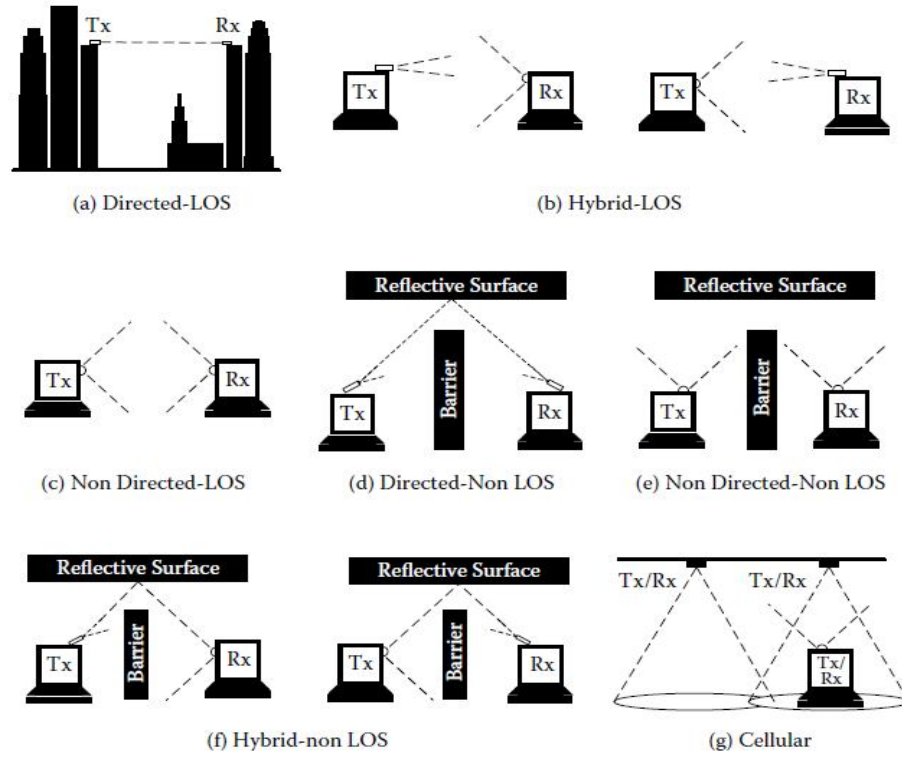 Tx Rx
(a) Directed-LOS
Tx Rx Tx Rx
(b) Hybrid-LOS
Tx Rx
(c) Non Directed-LOS
Reflective Surface
Barrier
Tx Rx
(d) Directed-Non LOS
Reflective Surface
Barrier
Tx Rx
(e) Non Directed-Non LOS
Reflective Surface
Barrier
Tx Rx
Reflective Surface
Barrier
Tx Rx
(f) Hybrid-non LOS
Tx/Rx Tx/Rx
Tx/
Rx
(g) Cellular